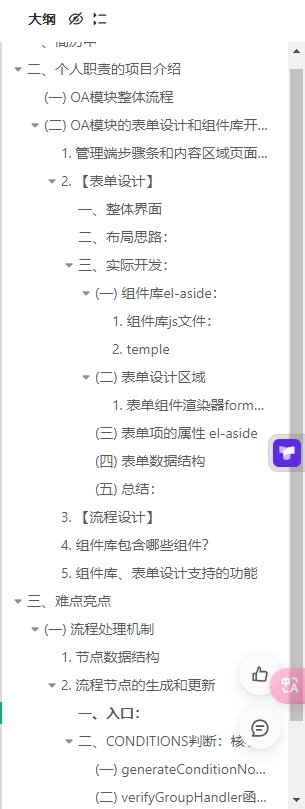 大纲
二、个人职责的项目介绍
(一) OA模块整体流程
(二) OA模块的表单设计和组件库开...
1. 管理端步骤条和内容区域页面...
2. 【表单设计】
一、整体界面
二、布局思路：
三、实际开发：
(一) 组件库el-aside：
1. 组件库js文件：
2. temple
(二) 表单设计区域
1. 表单组件渲染器form...
(三) 表单项的属性 el-aside
(四) 表单数据结构
(五) 总结：
3. 【流程设计】
4. 组件库包含哪些组件？
5. 组件库、表单设计支持的功能
三、难点亮点
(一) 流程处理机制
1. 节点数据结构
2. 流程节点的生成和更新
一、入口：
二、CONDITIONS判断：
(一) generateConditionNo...
(二) verifyGroupHandler函...